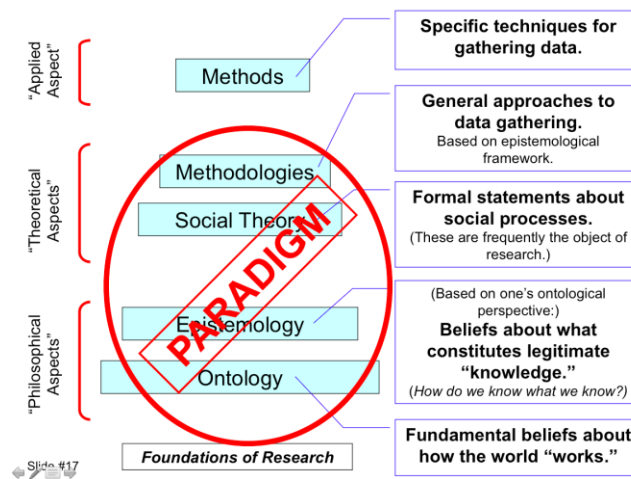 "Applied
Aspect"
Methods
Specific techniques for
gathering data.
"Theoretical
Aspects"
Methodologies
General approaches to
data gathering.
Based on epistemological
framework.
Social Theory
Formal statements about
social processes.
(These are frequently the object of
research.)
PARADIGM
"Philosophical
Aspects"
Epistemology
(Based on one's ontological
perspective:)
Beliefs about what
constitutes legitimate
"knowledge."
(How do we know what we know?)
Ontology
Fundamental beliefs about
how the world "works."
Foundations of Research
Slide #17